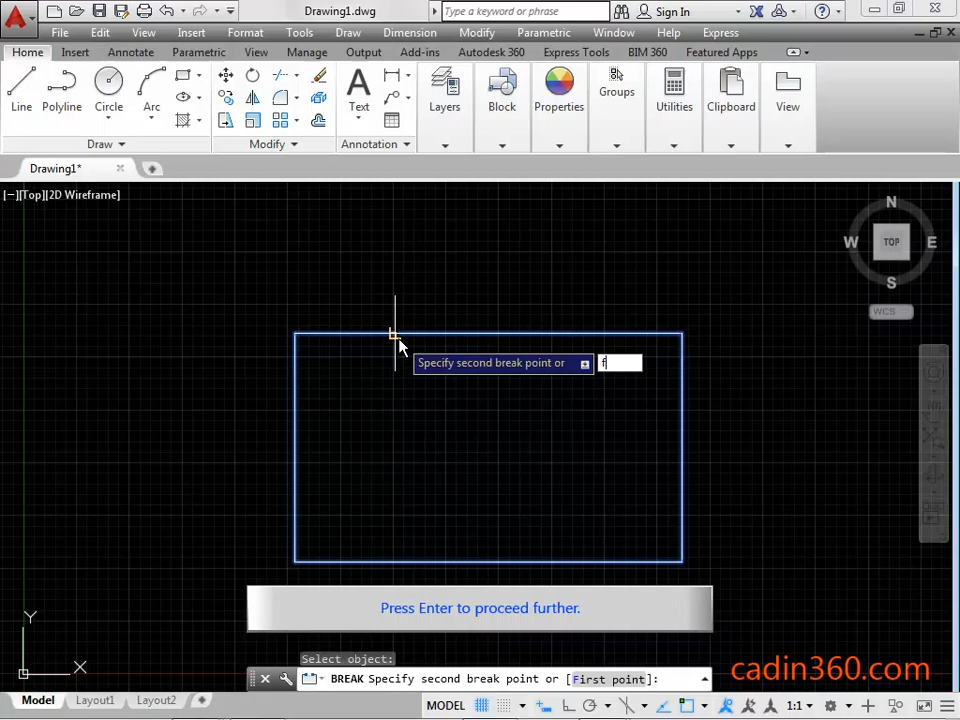 Drawing1.dwg
Type a keyword or phrase
Sign In
File Edit View Insert Format Tools Draw Dimension Modify Parametric Window Help Express
Home Insert Annotate Parametric View Manage Output Add-ins Autodesk 360 Express Tools BIM 360 Featured Apps
Line Polyline Circle Arc Text Layers Block Properties Groups Utilities Clipboard View
Draw Modify Annotation
Drawing1*
[−][Top][2D Wireframe]
N
W TOP E
S
WCS
Specify second break point or f
Press Enter to proceed further.
Y
X
Select object:
BREAK Specify second break point or [First point]:
cadin360.com
Model Layout1 Layout2 MODEL 1:1